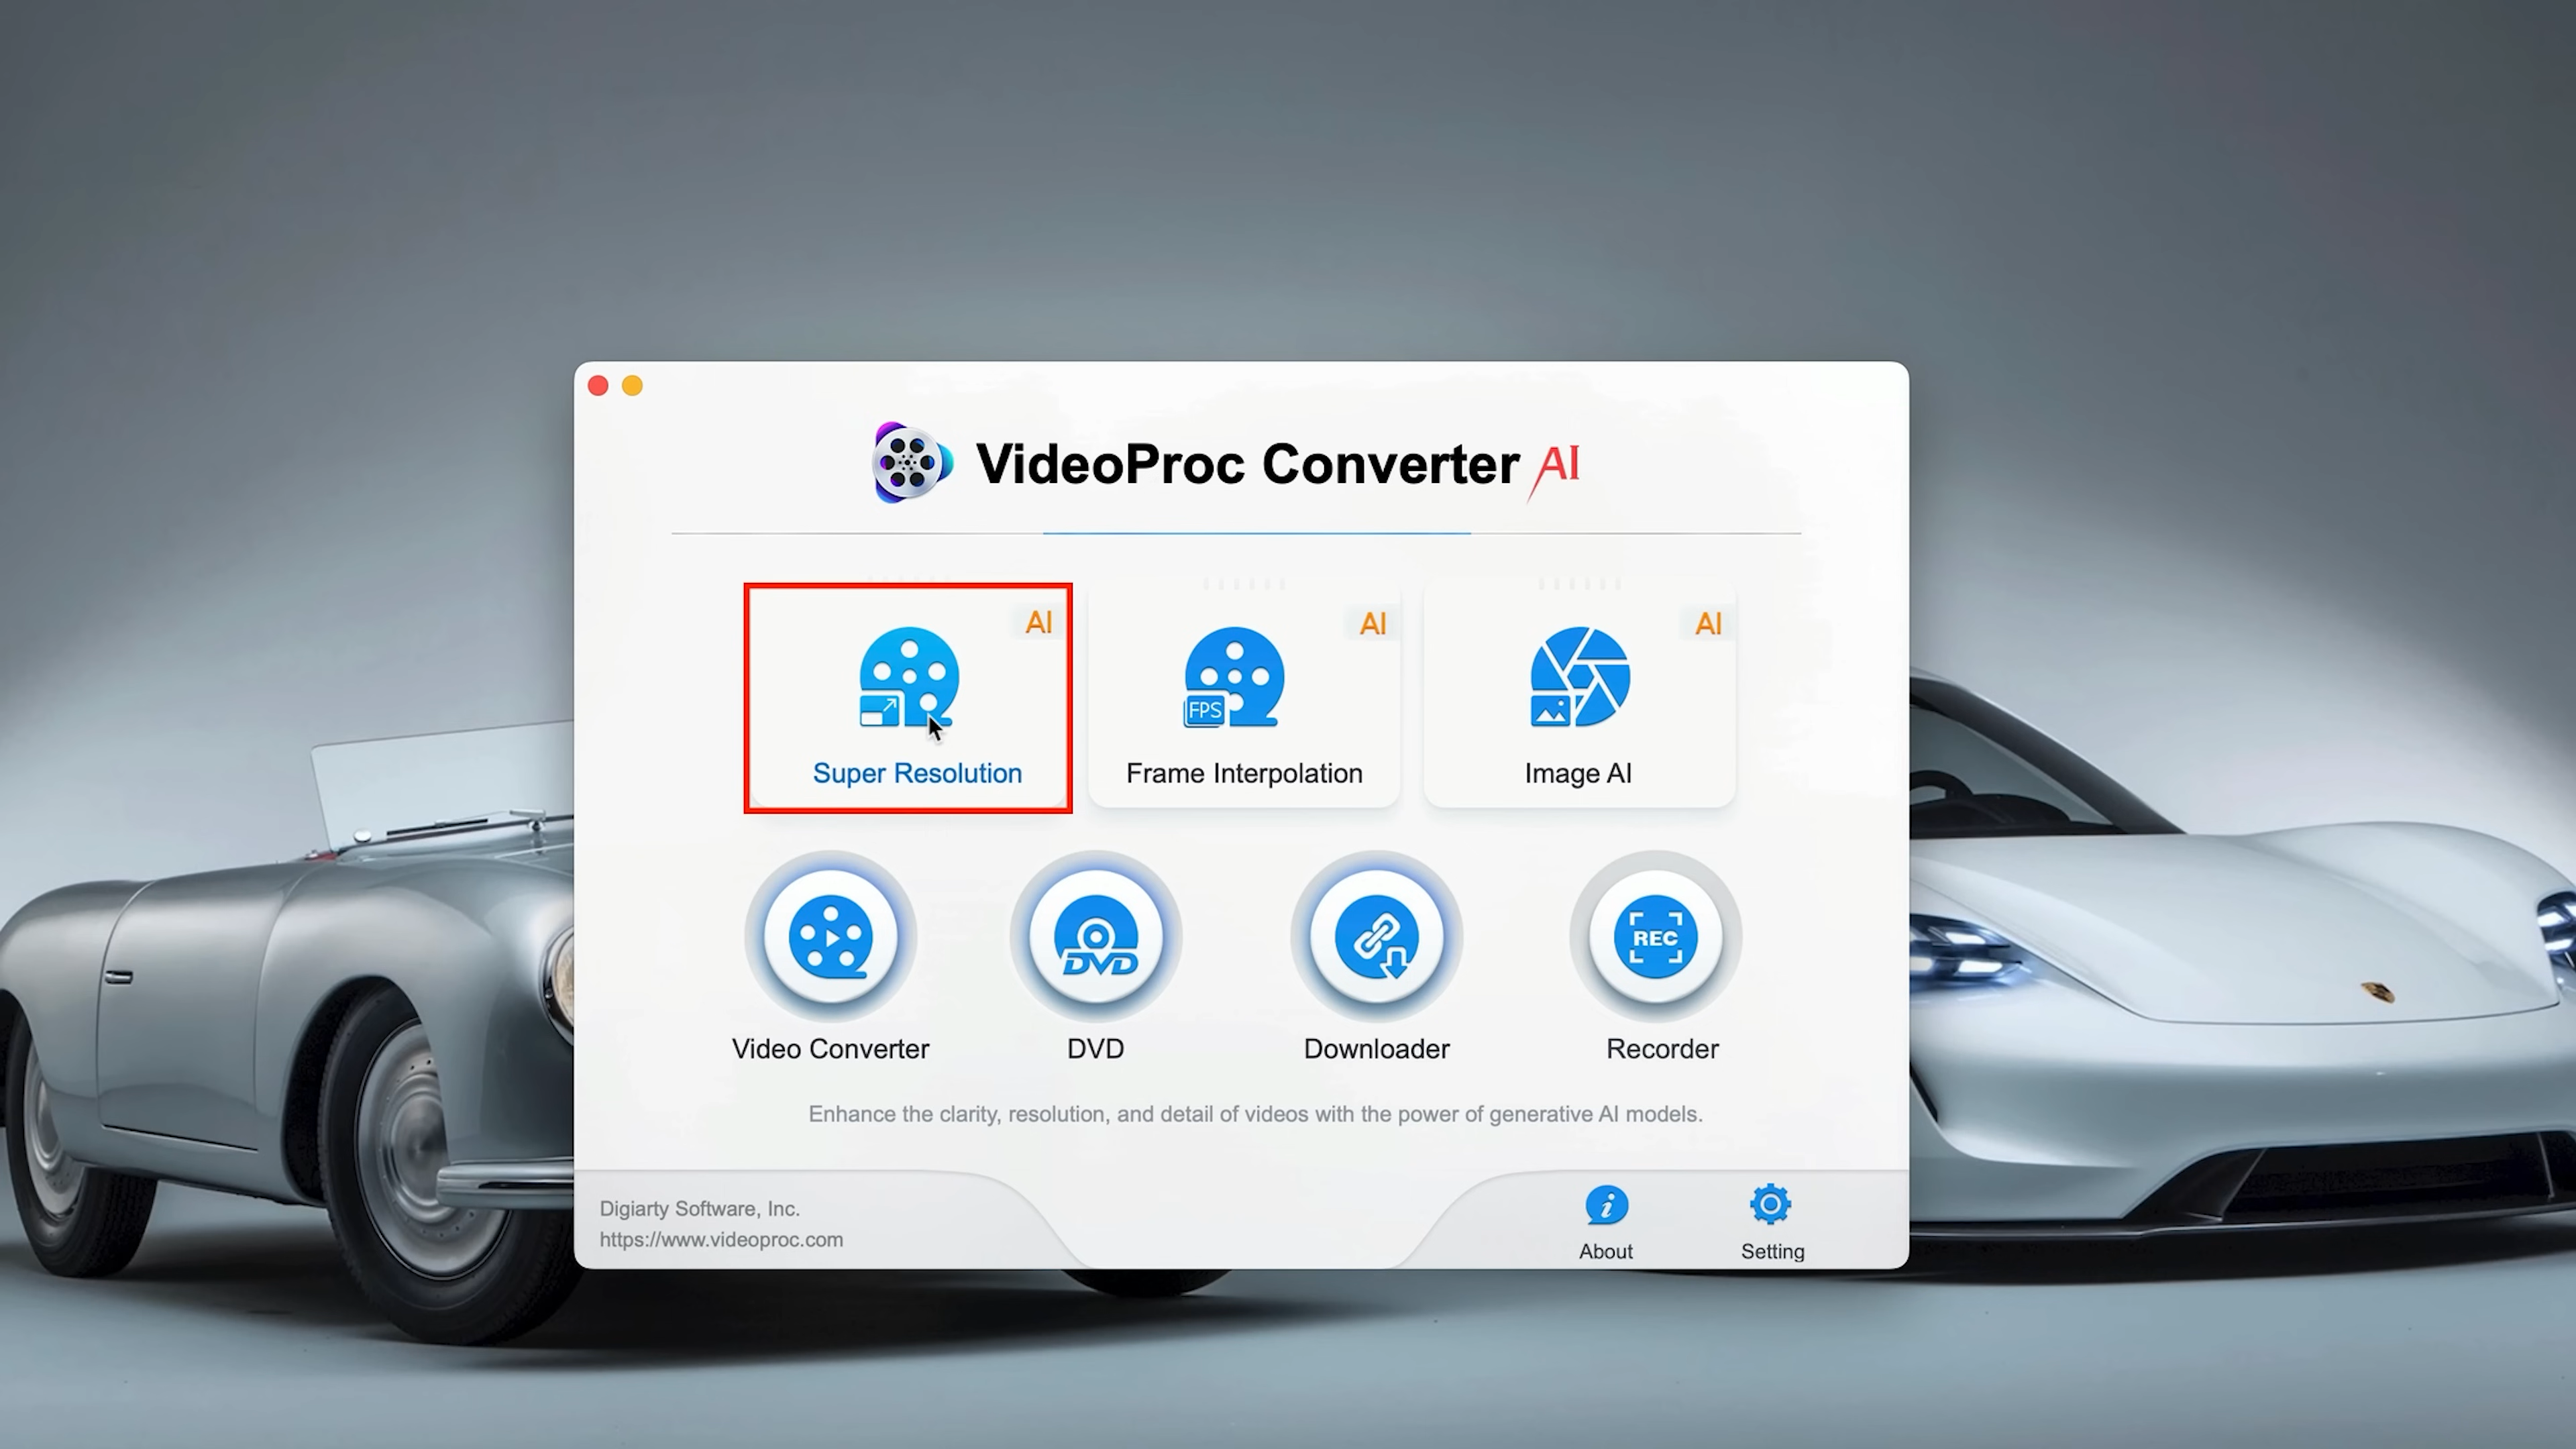 VideoProc Converter AI
AI
AI
AI
FPS
Super Resolution
Frame Interpolation
Image AI
DVD
REC
Video Converter
DVD
Downloader
Recorder
Enhance the clarity, resolution, and detail of videos with the power of generative AI models.
Digiarty Software, Inc.
https://www.videoproc.com
i
About
Setting